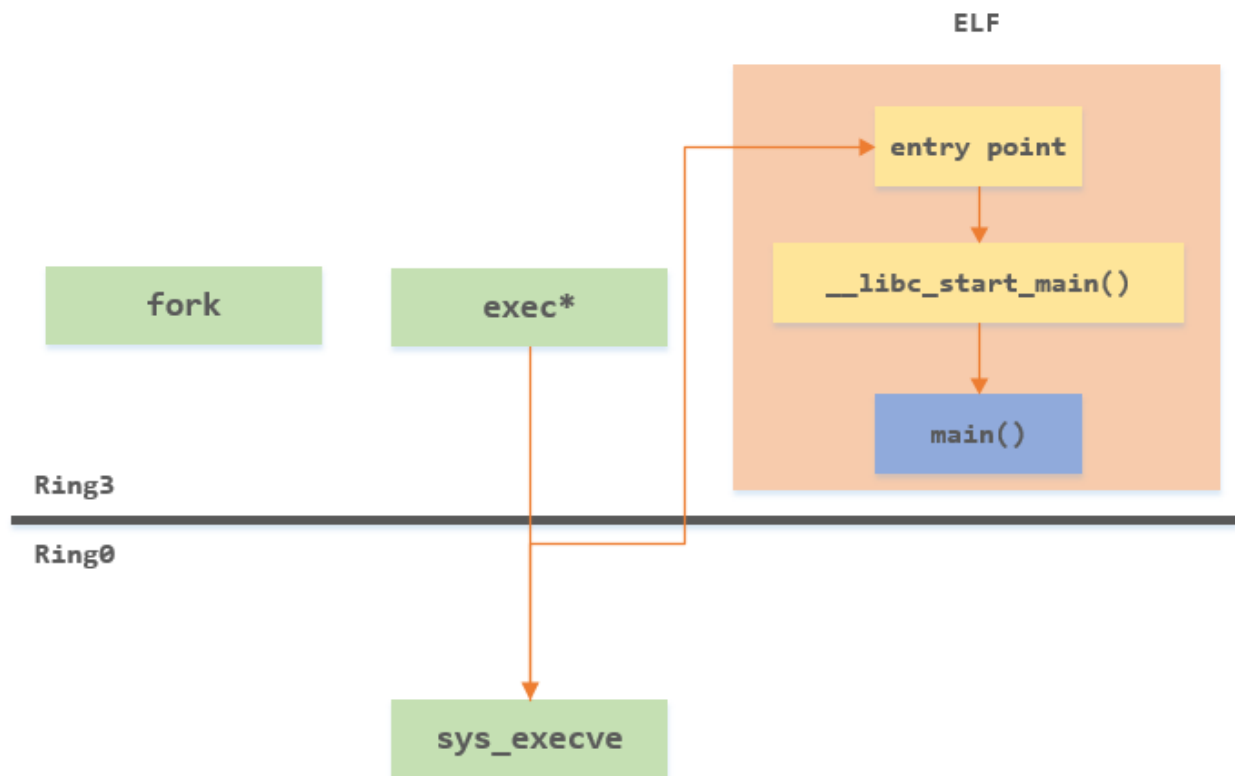 ELF
entry point
__libc_start_main()
fork
exec*
main()
Ring3
Ring0
sys_execve